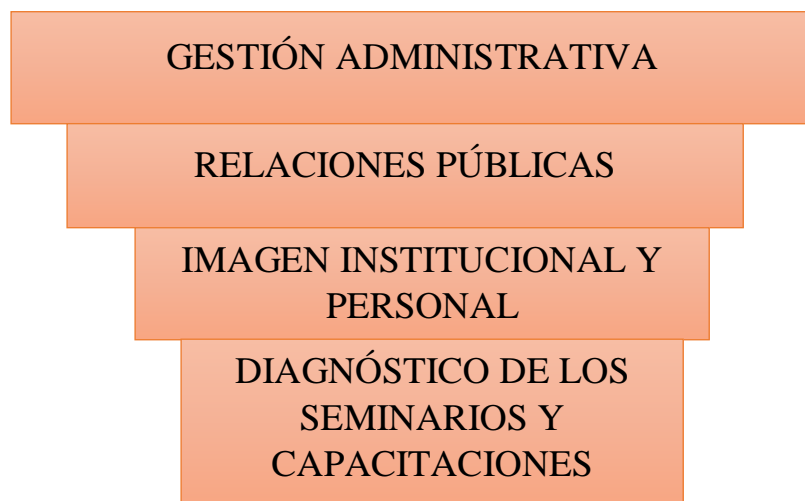 GESTIÓN ADMINISTRATIVA
RELACIONES PÚBLICAS
IMAGEN INSTITUCIONAL Y
PERSONAL
DIAGNÓSTICO DE LOS
SEMINARIOS Y
CAPACITACIONES